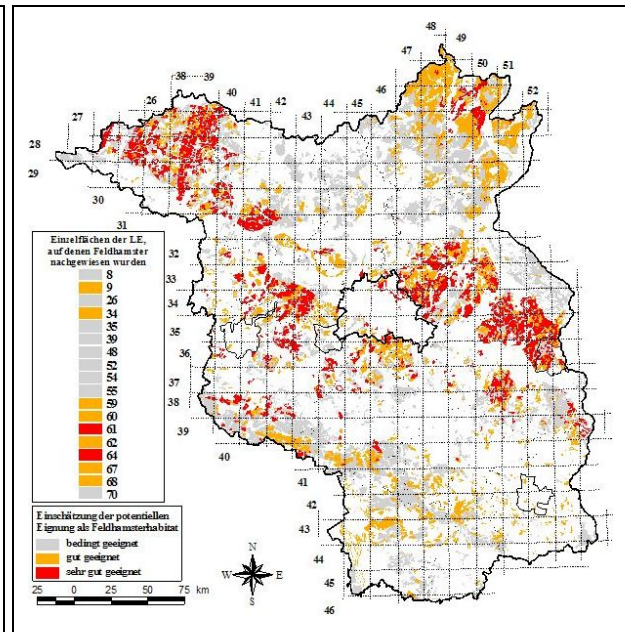 48
49
47 50 51
38 39 46 52
26 40 41 42 43 44 45
27
28
29
30
31
32
33
34
35
36
37
38
39
40
41
42
43
44
45
46
Einzelflächen der LE,
auf denen Feldhamster
nachgewiesen wurden
8
9
26
34
35
39
48
52
54
55
59
60
61
62
64
67
68
70
Einschätzung der potentiellen
Eignung als Feldhamsterhabitat
bedingt geeignet
gut geeignet
sehr gut geeignet
N
W E
S
25 0 25 50 75 km